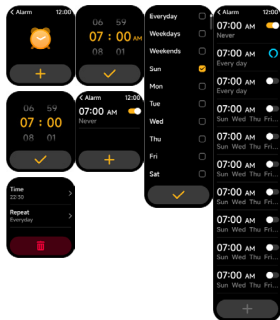 < Alarm 12:00
06 59
07 : 00 AM
08 01
Everyday
Weekdays
Weekends
Sun
Mon
Tue
Wed
Thu
Fri
Sat
< Alarm 12:00
07:00 AM
Never
07:00 AM
Every day
07:00 AM
Every day
07:00 AM
Sun Wed Thu Fri...
07:00 AM
Sun Wed Thu Fri...
07:00 AM
Sun Wed Thu Fri...
07:00 AM
Sun Wed Thu Fri...
07:00 AM
Sun Wed Thu Fri...
07:00 AM
Sun Wed Thu Fri...
07:00 AM
Sun Wed Thu Fri...
06 59
07 : 00
08 01
< Alarm 12:00
07:00 AM
Never
Time
22:30
Repeat
Everyday